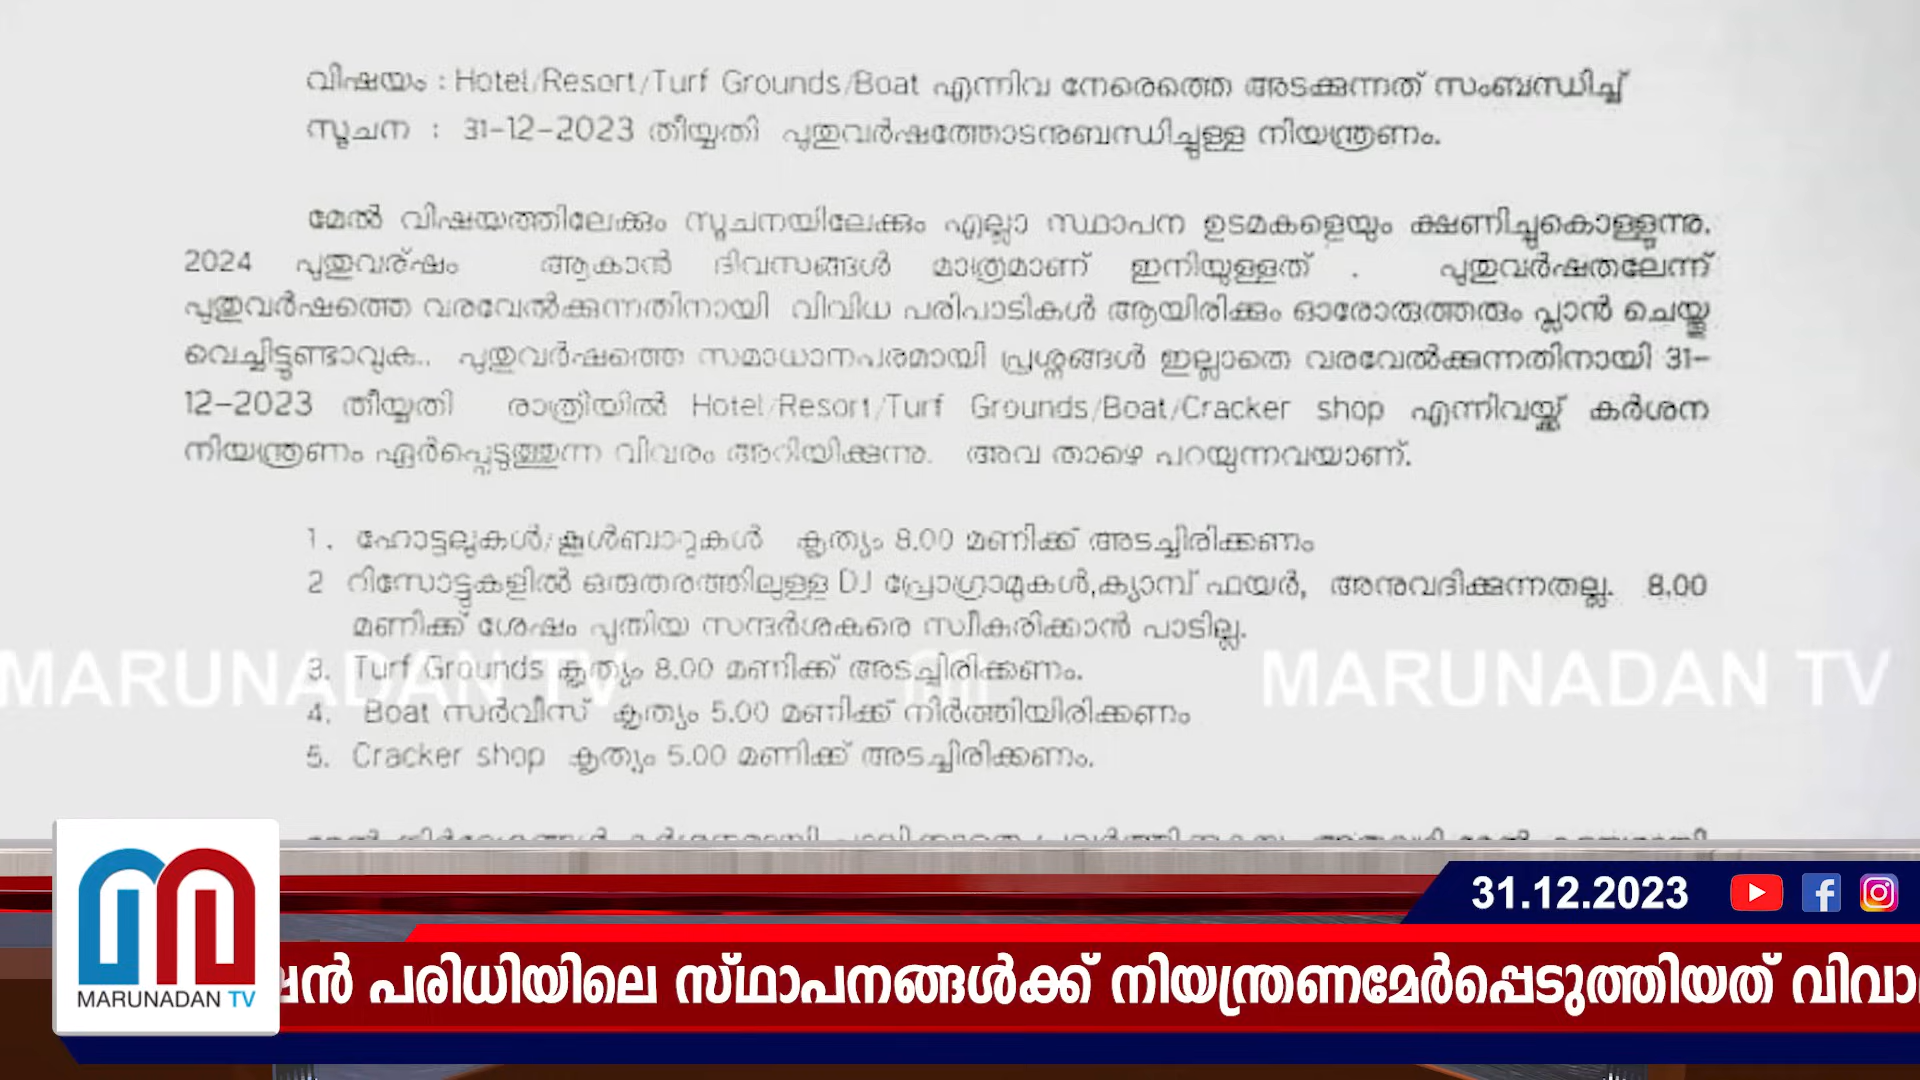 വിഷയം : Hotel/Resort/Turf Grounds/Boat എന്നിവ നേരെത്തെ അടക്കുന്നത് സംബന്ധിച്ച്
സൂചന : 31-12-2023 തീയ്യതി പുതുവർഷത്തോടനുബന്ധിച്ചുള്ള നിയന്ത്രണം.
മേൽ വിഷയത്തിലേക്കും സൂചനയിലേക്കും എല്ലാ സ്ഥാപന ഉടമകളെയും ക്ഷണിച്ചുകൊള്ളുന്നു.
2024 പുതുവര്ഷം ആകാൻ ദിവസങ്ങൾ മാത്രമാണ് ഇനിയുള്ളത് . പുതുവർഷതലേന്ന്
പുതുവർഷത്തെ വരവേൽക്കുന്നതിനായി വിവിധ പരിപാടികൾ ആയിരിക്കും ഓരോരുത്തരും പ്ലാൻ ചെയ്തു
വെച്ചിട്ടുണ്ടാവുക.. പുതുവർഷത്തെ സമാധാനപരമായി പ്രശ്നങ്ങൾ ഇല്ലാതെ വരവേൽക്കുന്നതിനായി 31-
12-2023 തീയ്യതി രാത്രിയിൽ Hotel/Resort/Turf Grounds/Boat/Cracker shop എന്നിവയ്ക്ക് കർശന
നിയന്ത്രണം ഏർപ്പെടുത്തുന്ന വിവരം അറിയിക്കുന്നു. അവ താഴെ പറയുന്നവയാണ്.
1. ഹോട്ടലുകൾ/കൂൾബാറുകൾ കൃത്യം 8.00 മണിക്ക് അടച്ചിരിക്കണം
2 റിസോട്ടുകളിൽ ഒരുതരത്തിലുള്ള DJ പ്രോഗ്രാമുകൾ,ക്യാമ്പ് ഫയർ, അനുവദിക്കുന്നതല്ല. 8.00
മണിക്ക് ശേഷം പുതിയ സന്ദർശകരെ സ്വീകരിക്കാൻ പാടില്ല.
3. Turf Grounds കൃത്യം 8.00 മണിക്ക് അടച്ചിരിക്കണം.
MARUNADAN TV MARUNADAN TV
4. Boat സർവീസ് കൃത്യം 5.00 മണിക്ക് നിർത്തിയിരിക്കണം
5. Cracker shop കൃത്യം 5.00 മണിക്ക് അടച്ചിരിക്കണം.
31.12.2023
ഷൻ പരിധിയിലെ സ്ഥാപനങ്ങൾക്ക് നിയന്ത്രണമേർപ്പെടുത്തിയത് വിവാ
MARUNADAN TV